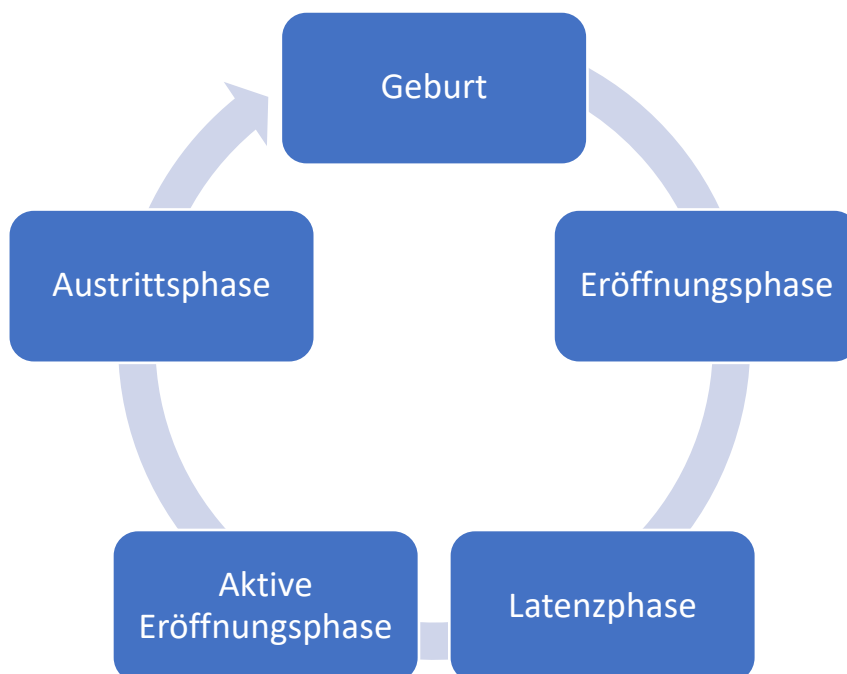 Geburt
Eröffnungsphase
Latenzphase
Aktive
Eröffnungsphase
Austrittsphase